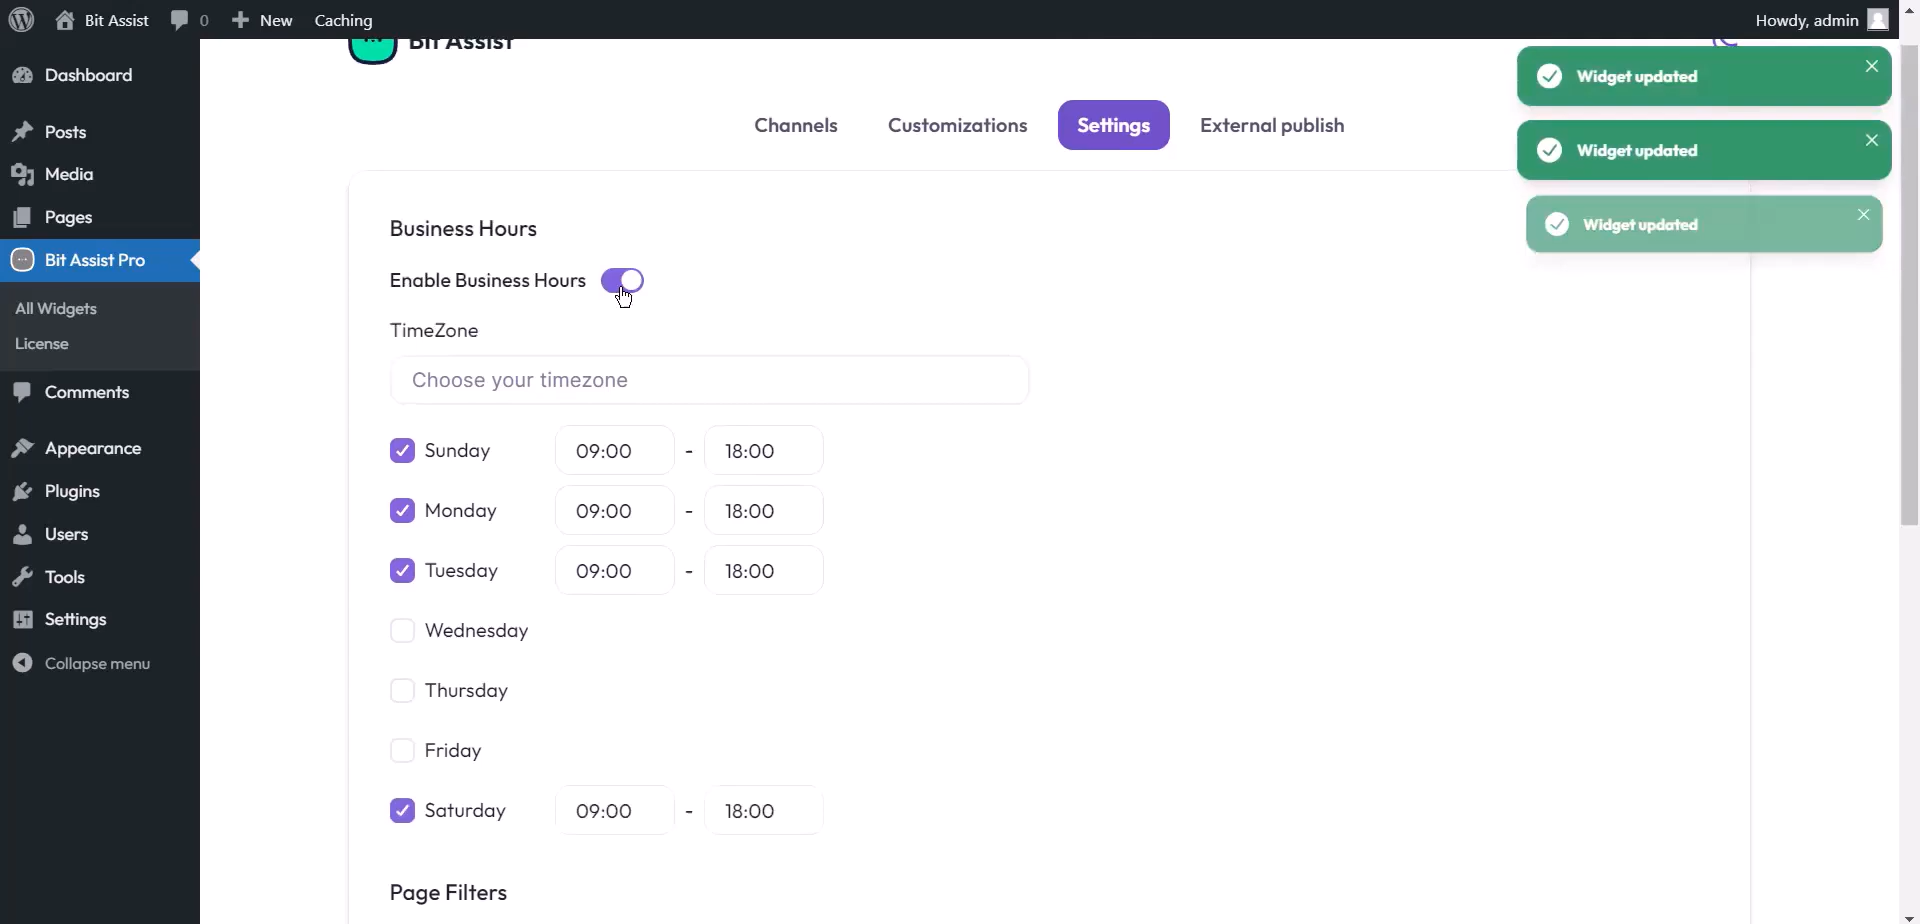 Bit Assist
0
New
Caching
Howdy, admin
Dashboard
Posts
Media
Pages
Bit Assist Pro
All Widgets
License
Comments
Appearance
Plugins
Users
Tools
Settings
Collapse menu
Bit Assist
Channels
Customizations
Settings
External publish
Widget updated
Widget updated
Widget updated
Business Hours
Enable Business Hours
TimeZone
Choose your timezone
Sunday 09:00 - 18:00
Monday 09:00 - 18:00
Tuesday 09:00 - 18:00
Wednesday
Thursday
Friday
Saturday 09:00 - 18:00
Page Filters